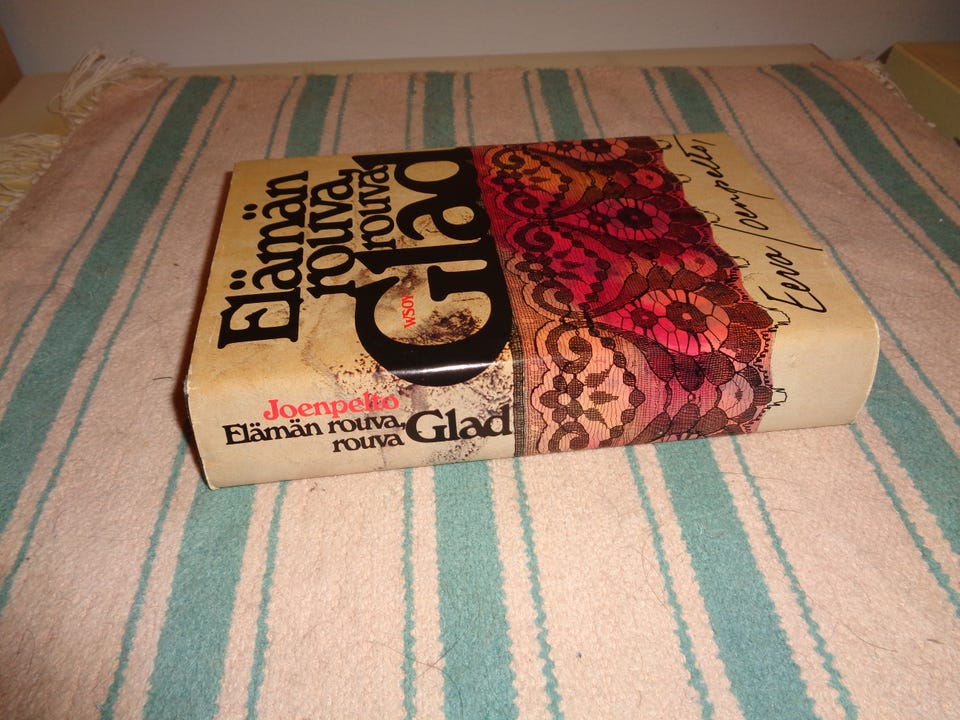 Elämän
rouva,
rouva
Glad
WSOY
Eeva Joenpelto
Joenpelto
Elämän rouva,
rouva Glad